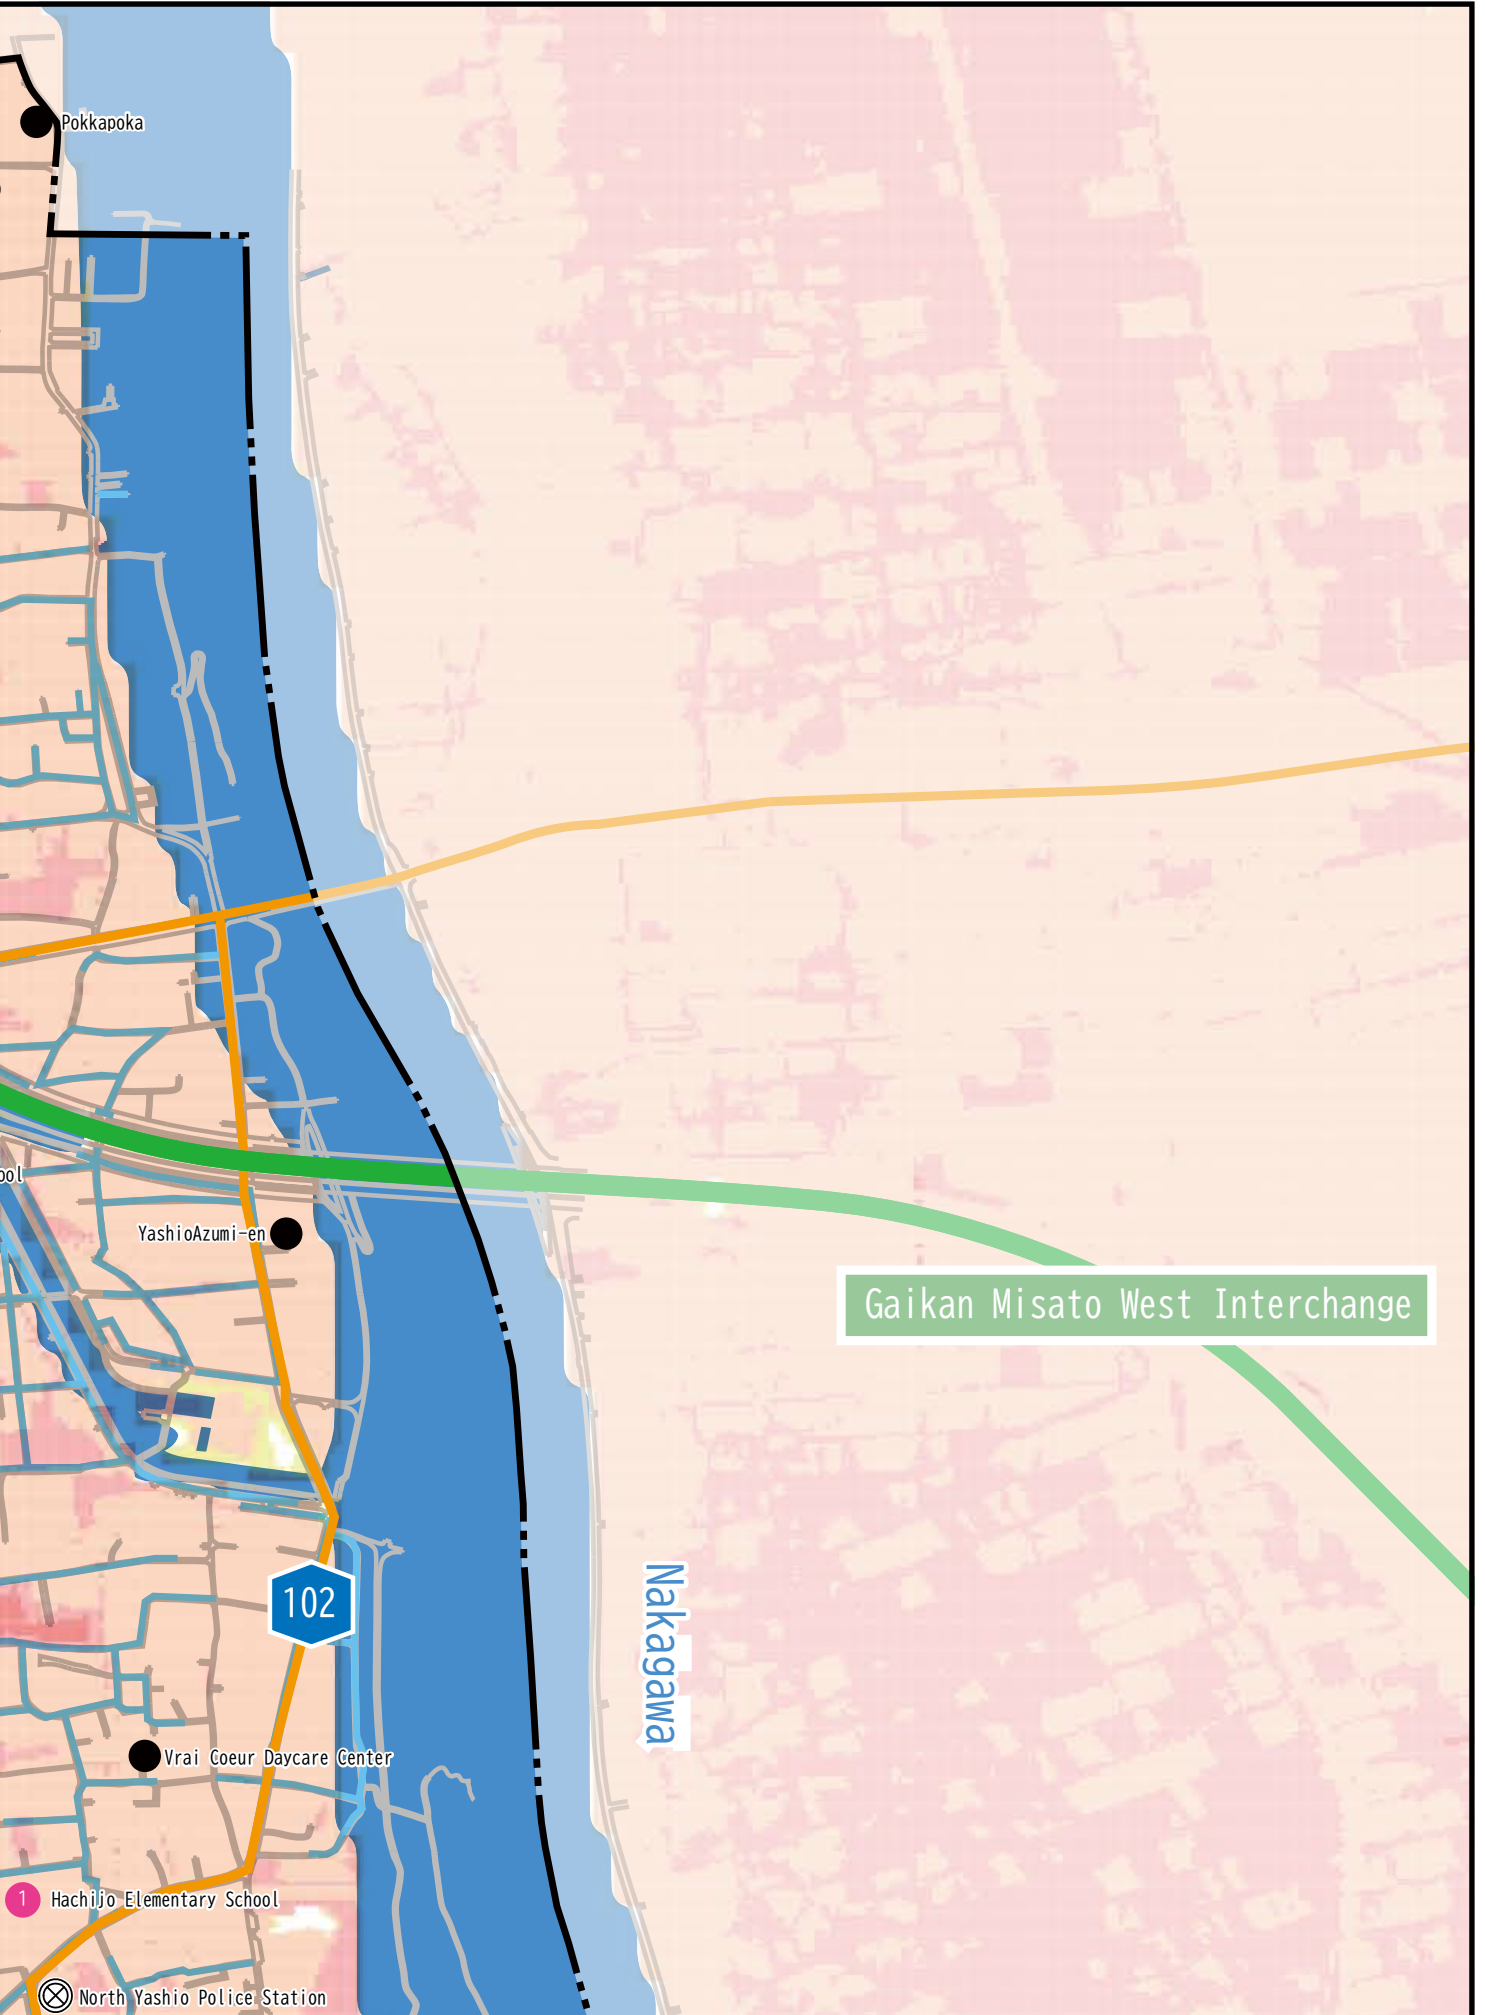 Pokkapoka
ool
YashioAzumi-en
Gaikan Misato West Interchange
102
Nakagawa
Vrai Coeur Daycare Center
1
Hachijo Elementary School
North Yashio Police Station